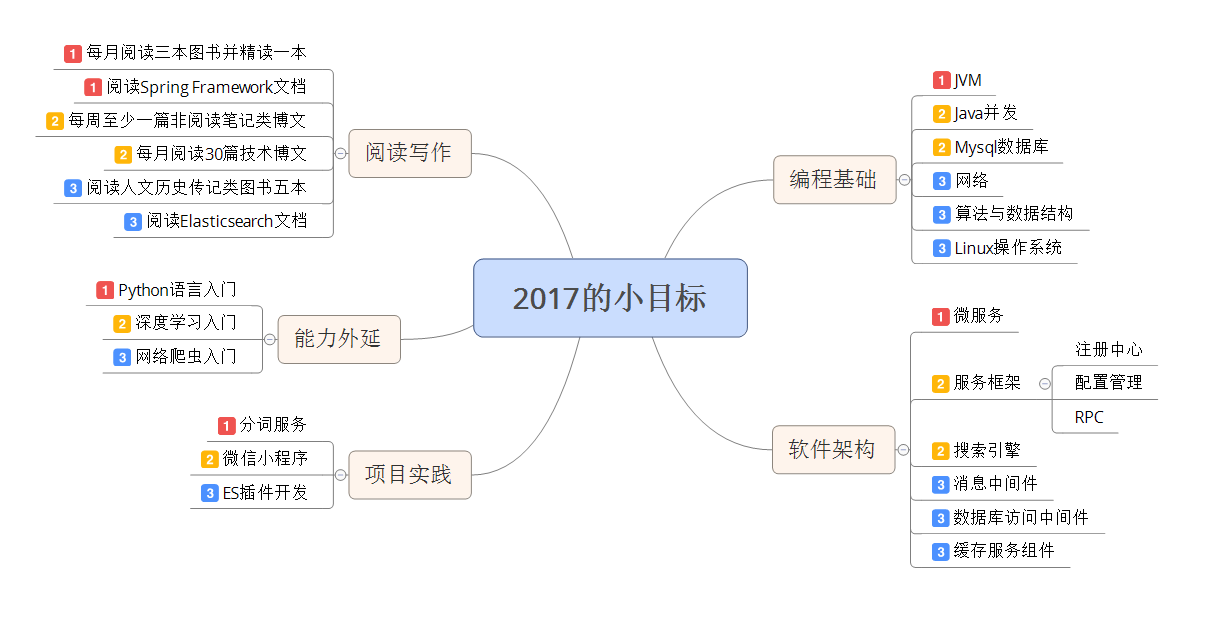 2017的小目标
阅读写作
1 每月阅读三本图书并精读一本
1 阅读Spring Framework文档
2 每周至少一篇非阅读笔记类博文
2 每月阅读30篇技术博文
3 阅读人文历史传记类图书五本
3 阅读Elasticsearch文档
能力外延
1 Python语言入门
2 深度学习入门
3 网络爬虫入门
项目实践
1 分词服务
2 微信小程序
3 ES插件开发
编程基础
1 JVM
2 Java并发
2 Mysql数据库
3 网络
3 算法与数据结构
3 Linux操作系统
软件架构
1 微服务
2 服务框架
注册中心
配置管理
RPC
2 搜索引擎
3 消息中间件
3 数据库访问中间件
3 缓存服务组件